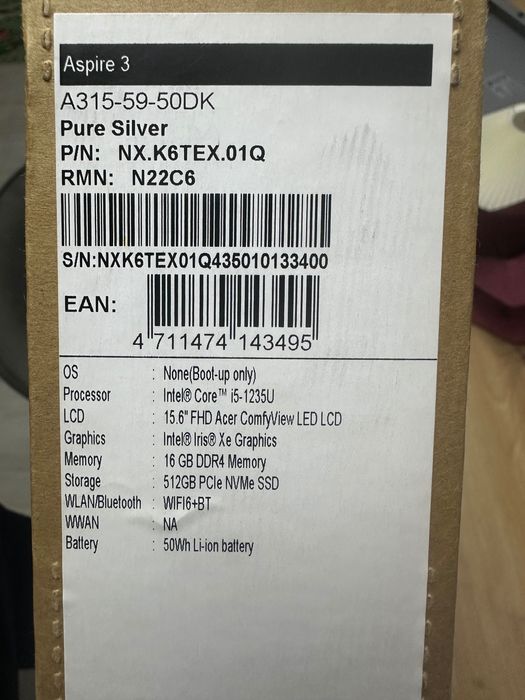 Aspire 3
A315-59-50DK
Pure Silver
P/N: NX.K6TEX.01Q
RMN: N22C6
S/N:NXK6TEX01Q435010133400
EAN:
4 711474 143495
OS : None(Boot-up only)
Processor : Intel® Core™ i5-1235U
LCD : 15.6" FHD Acer ComfyView LED LCD
Graphics : Intel® Iris® Xe Graphics
Memory : 16 GB DDR4 Memory
Storage : 512GB PCIe NVMe SSD
WLAN/Bluetooth : WIFI6+BT
WWAN : NA
Battery : 50Wh Li-ion battery